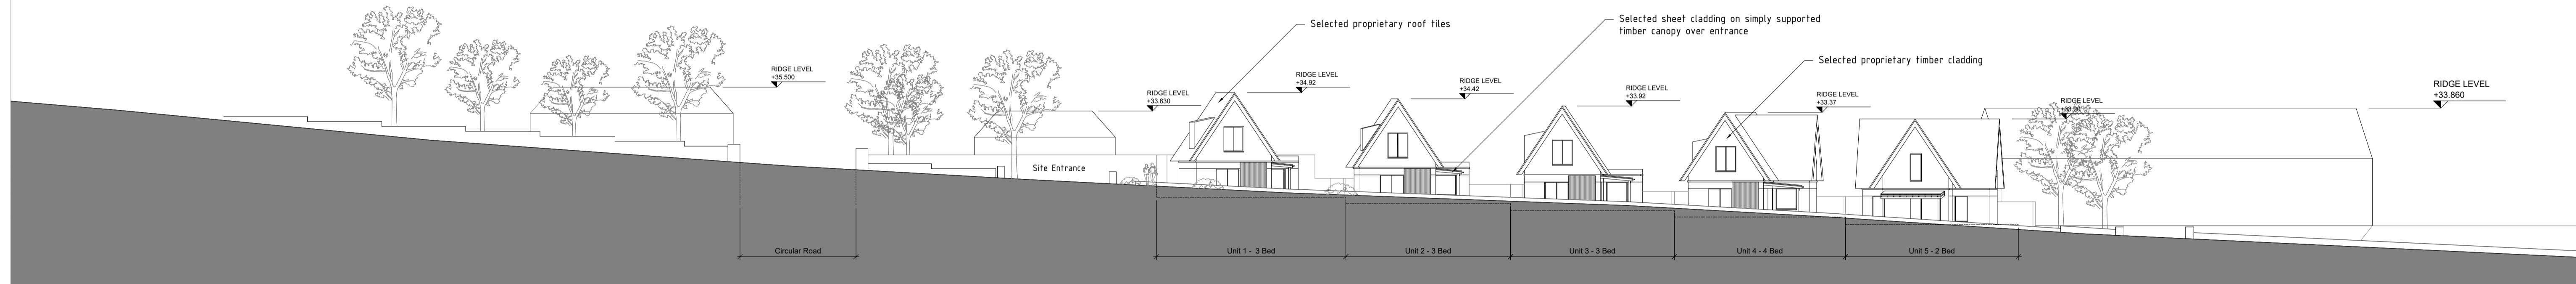 Selected proprietary roof tiles
Selected sheet cladding on simply supported
timber canopy over entrance
Selected proprietary timber cladding
RIDGE LEVEL
+35.500
RIDGE LEVEL
+33.630
RIDGE LEVEL
+34.92
RIDGE LEVEL
+34.42
RIDGE LEVEL
+33.92
RIDGE LEVEL
+33.37
RIDGE LEVEL
RIDGE LEVEL
+33.860
Site Entrance
Circular Road
Unit 1 - 3 Bed
Unit 2 - 3 Bed
Unit 3 - 3 Bed
Unit 4 - 4 Bed
Unit 5 - 2 Bed